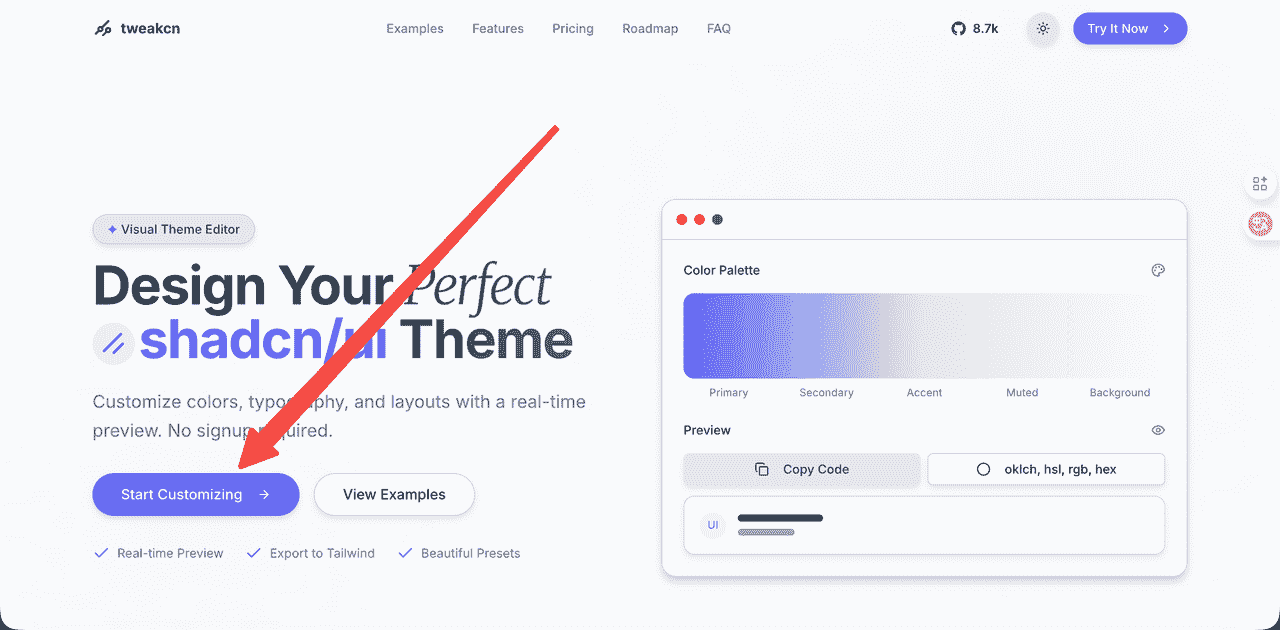 tweakcn
Examples Features Pricing Roadmap FAQ
8.7k
Try It Now
Visual Theme Editor
Design Your Perfect
shadcn/ui Theme
Customize colors, typography, and layouts with a real-time
preview. No signup required.
Start Customizing
View Examples
Real-time Preview Export to Tailwind Beautiful Presets
Color Palette
Primary Secondary Accent Muted Background
Preview
Copy Code
oklch, hsl, rgb, hex
UI